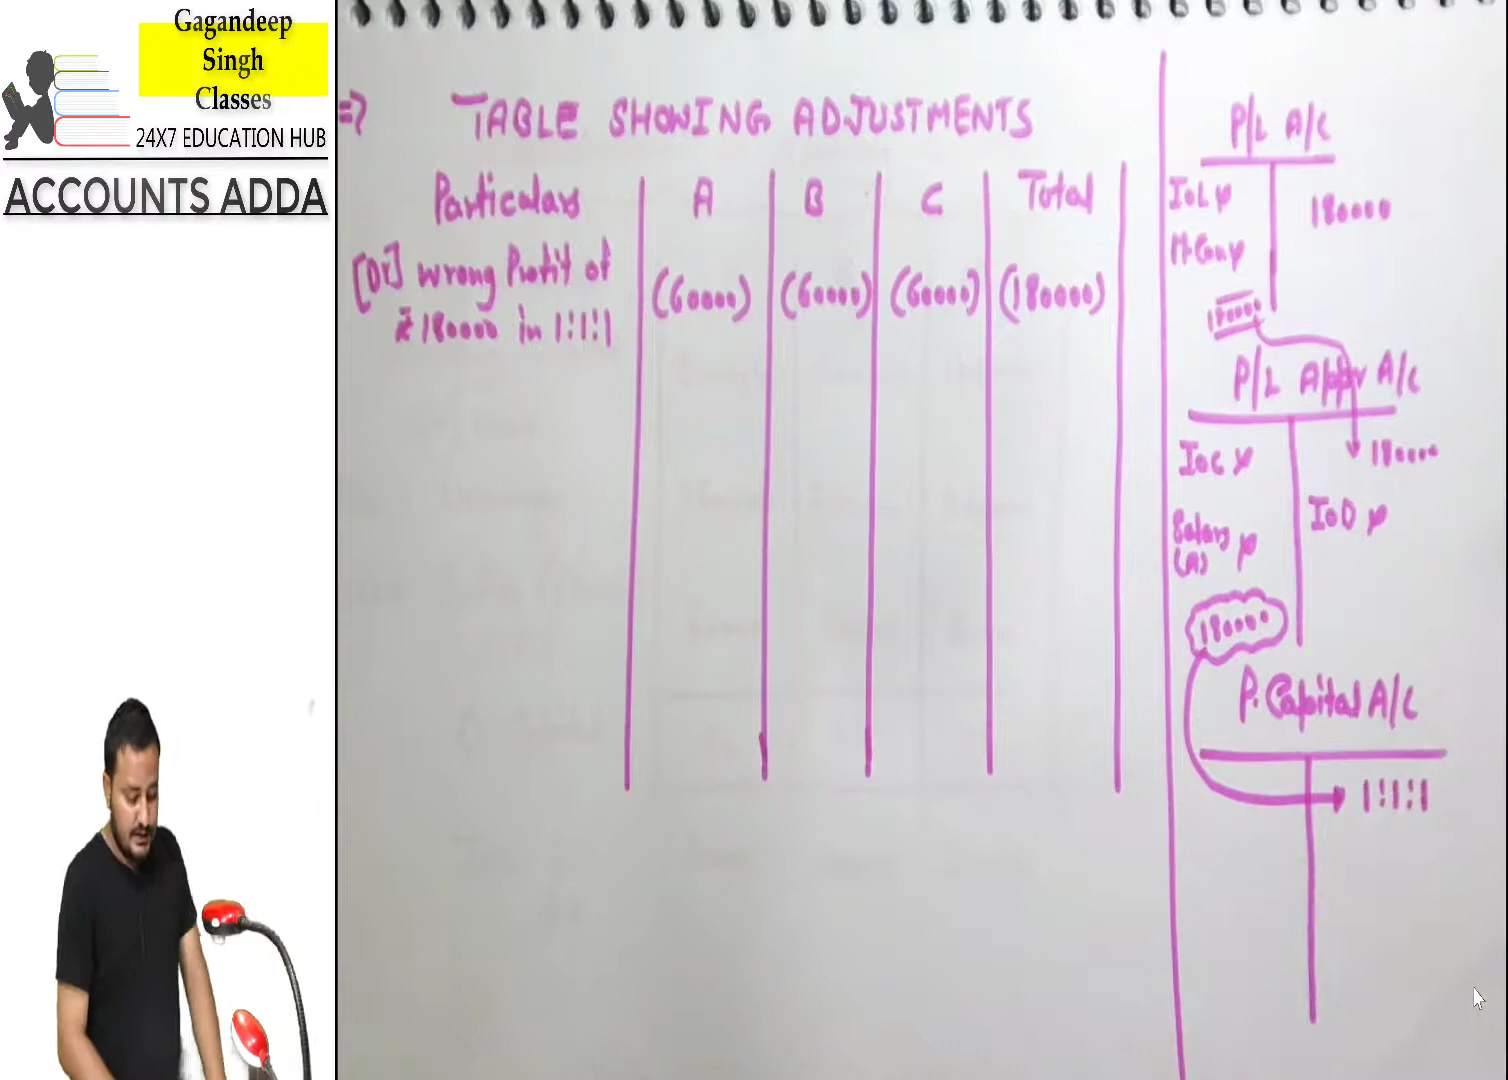 Gagandeep
Singh
Classes
24X7 EDUCATION HUB
ACCOUNTS ADDA
=> TABLE SHOWING ADJUSTMENTS
Particulars A B C Total
[Dr] wrong Profit of
₹ 180000 in 1:1:1 (60000) (60000) (60000) (180000)
P/L A/C
IOL x 180000
x
180000
P/L Appr A/C
IOC x 180000
Salary x IOD x
(A)
180000
P. Capital A/C
1:1:1